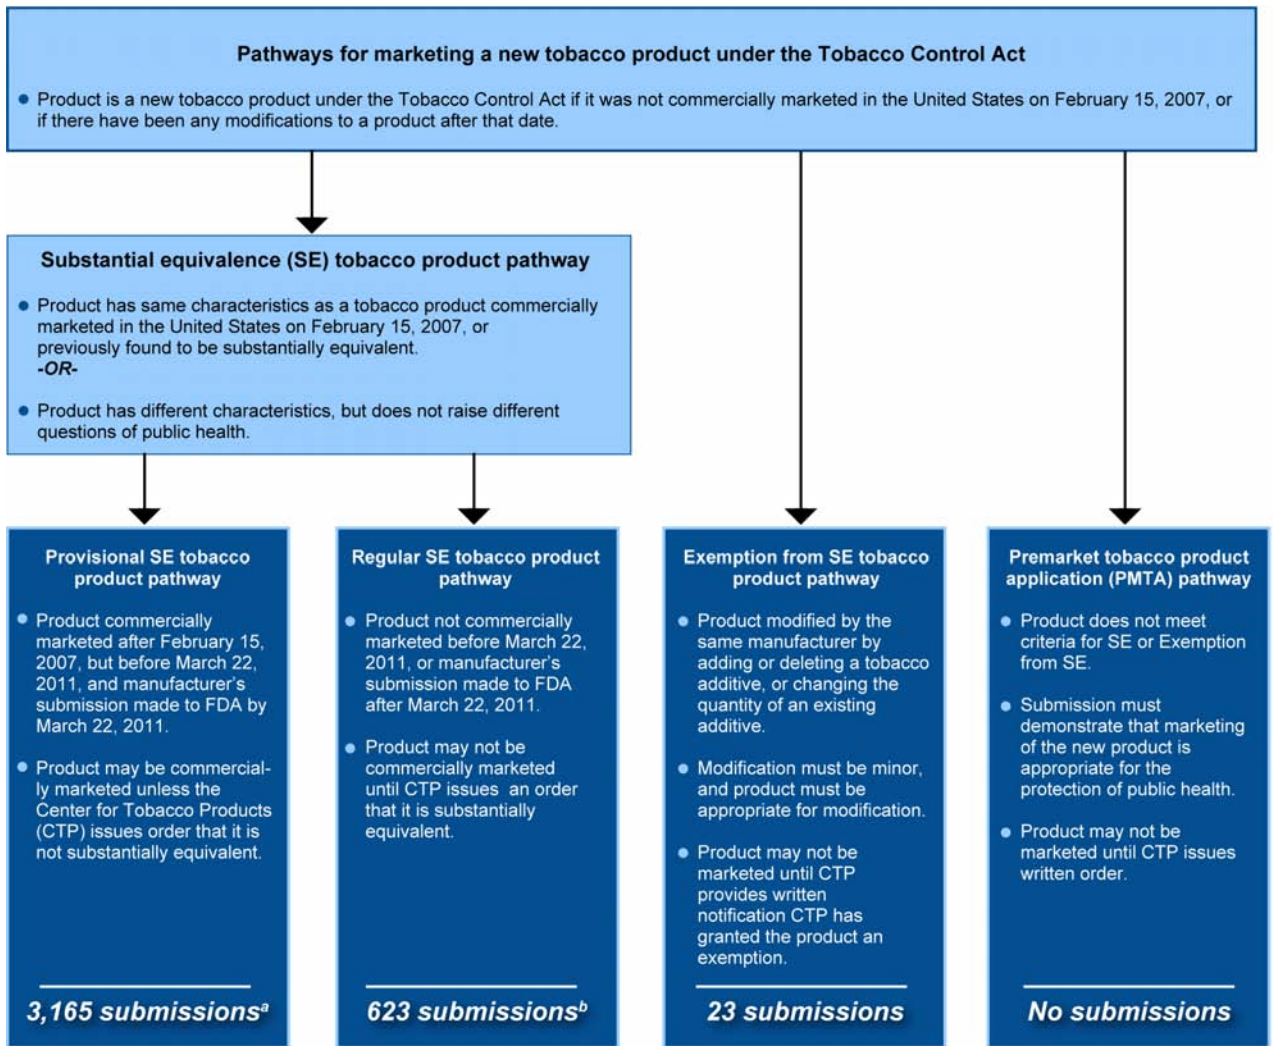 Pathways for marketing a new tobacco product under the Tobacco Control Act
● Product is a new tobacco product under the Tobacco Control Act if it was not commercially marketed in the United States on February 15, 2007, or
if there have been any modifications to a product after that date.
Substantial equivalence (SE) tobacco product pathway
● Product has same characteristics as a tobacco product commercially
marketed in the United States on February 15, 2007, or
previously found to be substantially equivalent.
-OR-
● Product has different characteristics, but does not raise different
questions of public health.
Provisional SE tobacco
product pathway
● Product commercially
marketed after February 15,
2007, but before March 22,
2011, and manufacturer's
submission made to FDA by
March 22, 2011.
● Product may be commercial-
ly marketed unless the
Center for Tobacco Products
(CTP) issues order that it is
not substantially equivalent.
3,165 submissionsa
Regular SE tobacco product
pathway
● Product not commercially
marketed before March 22,
2011, or manufacturer's
submission made to FDA
after March 22, 2011.
● Product may not be
commercially marketed
until CTP issues an order
that it is substantially
equivalent.
623 submissionsb
Exemption from SE tobacco
product pathway
● Product modified by the
same manufacturer by
adding or deleting a tobacco
additive, or changing the
quantity of an existing
additive.
● Modification must be minor,
and product must be
appropriate for modification.
● Product may not be
marketed until CTP
provides written
notification CTP has
granted the product an
exemption.
23 submissions
Premarket tobacco product
application (PMTA) pathway
● Product does not meet
criteria for SE or Exemption
from SE.
● Submission must
demonstrate that marketing
of the new product is
appropriate for the
protection of public health.
● Product may not be
marketed until CTP issues
written order.
No submissions